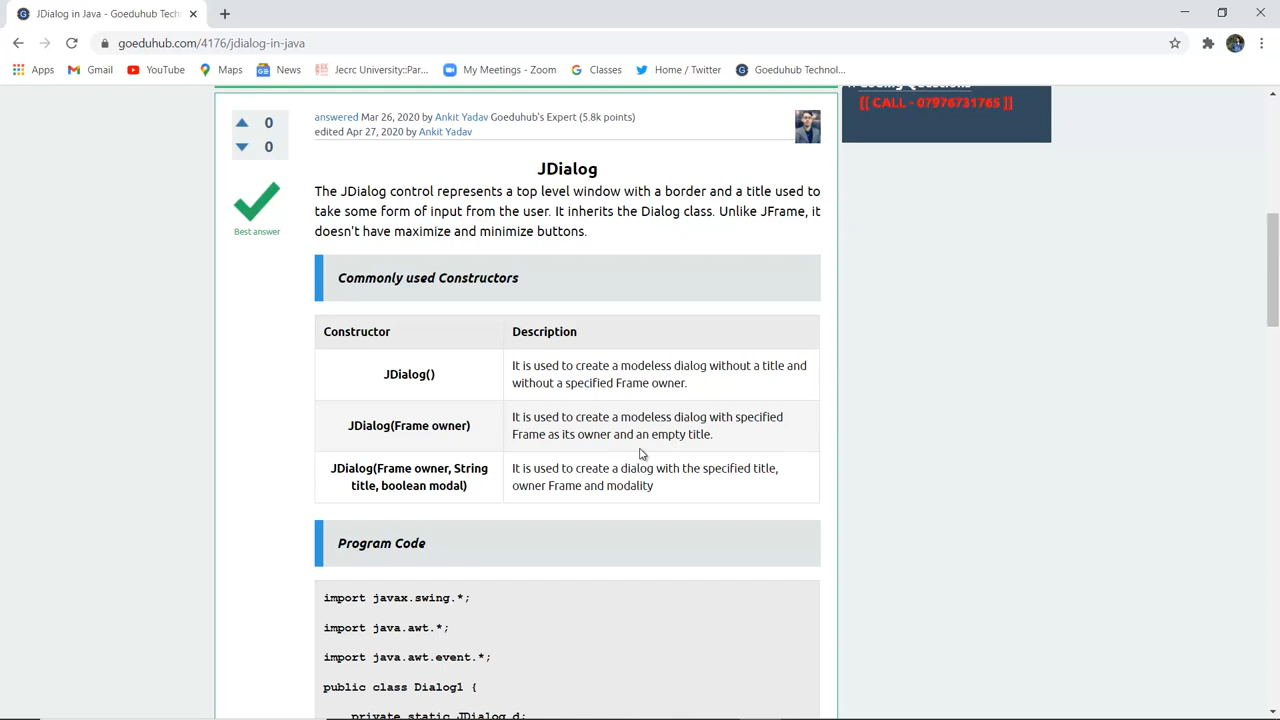 JDialog in Java - Goeduhub Tech
goeduhub.com/4176/jdialog-in-java
Apps
Gmail
YouTube
Maps
News
Jecrc University::Par...
My Meetings - Zoom
Classes
Home / Twitter
Goeduhub Technol...
Coding Questions
[[ CALL - 07976731765 ]]
0
0
Best answer
answered Mar 26, 2020 by Ankit Yadav Goeduhub's Expert (5.8k points)
edited Apr 27, 2020 by Ankit Yadav
JDialog
The JDialog control represents a top level window with a border and a title used to
take some form of input from the user. It inherits the Dialog class. Unlike JFrame, it
doesn't have maximize and minimize buttons.
Commonly used Constructors
Constructor
Description
JDialog()
It is used to create a modeless dialog without a title and
without a specified Frame owner.
JDialog(Frame owner)
It is used to create a modeless dialog with specified
Frame as its owner and an empty title.
JDialog(Frame owner, String
title, boolean modal)
It is used to create a dialog with the specified title,
owner Frame and modality
Program Code
import javax.swing.*;
import java.awt.*;
import java.awt.event.*;
public class Dialog1 {
private static JDialog d;